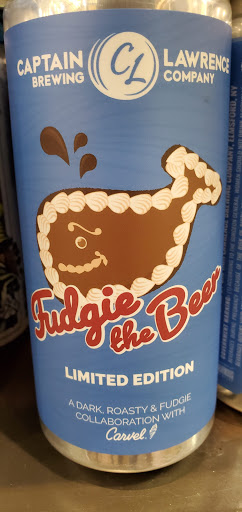 CAPTAIN LAWRENCE
BREWING COMPANY
CL
Fudgie
the Beer
LIMITED EDITION
A DARK, ROASTY & FUDGIE
COLLABORATION WITH
Carvel